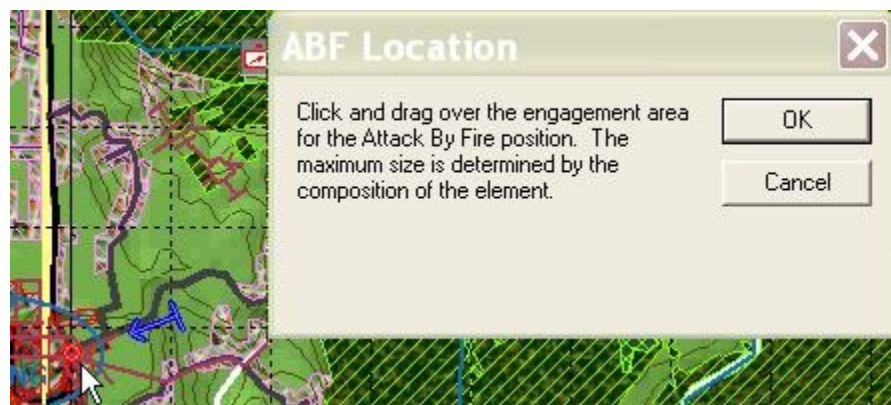 ABF Location
Click and drag over the engagement area
for the Attack By Fire position. The
maximum size is determined by the
composition of the element.
OK
Cancel